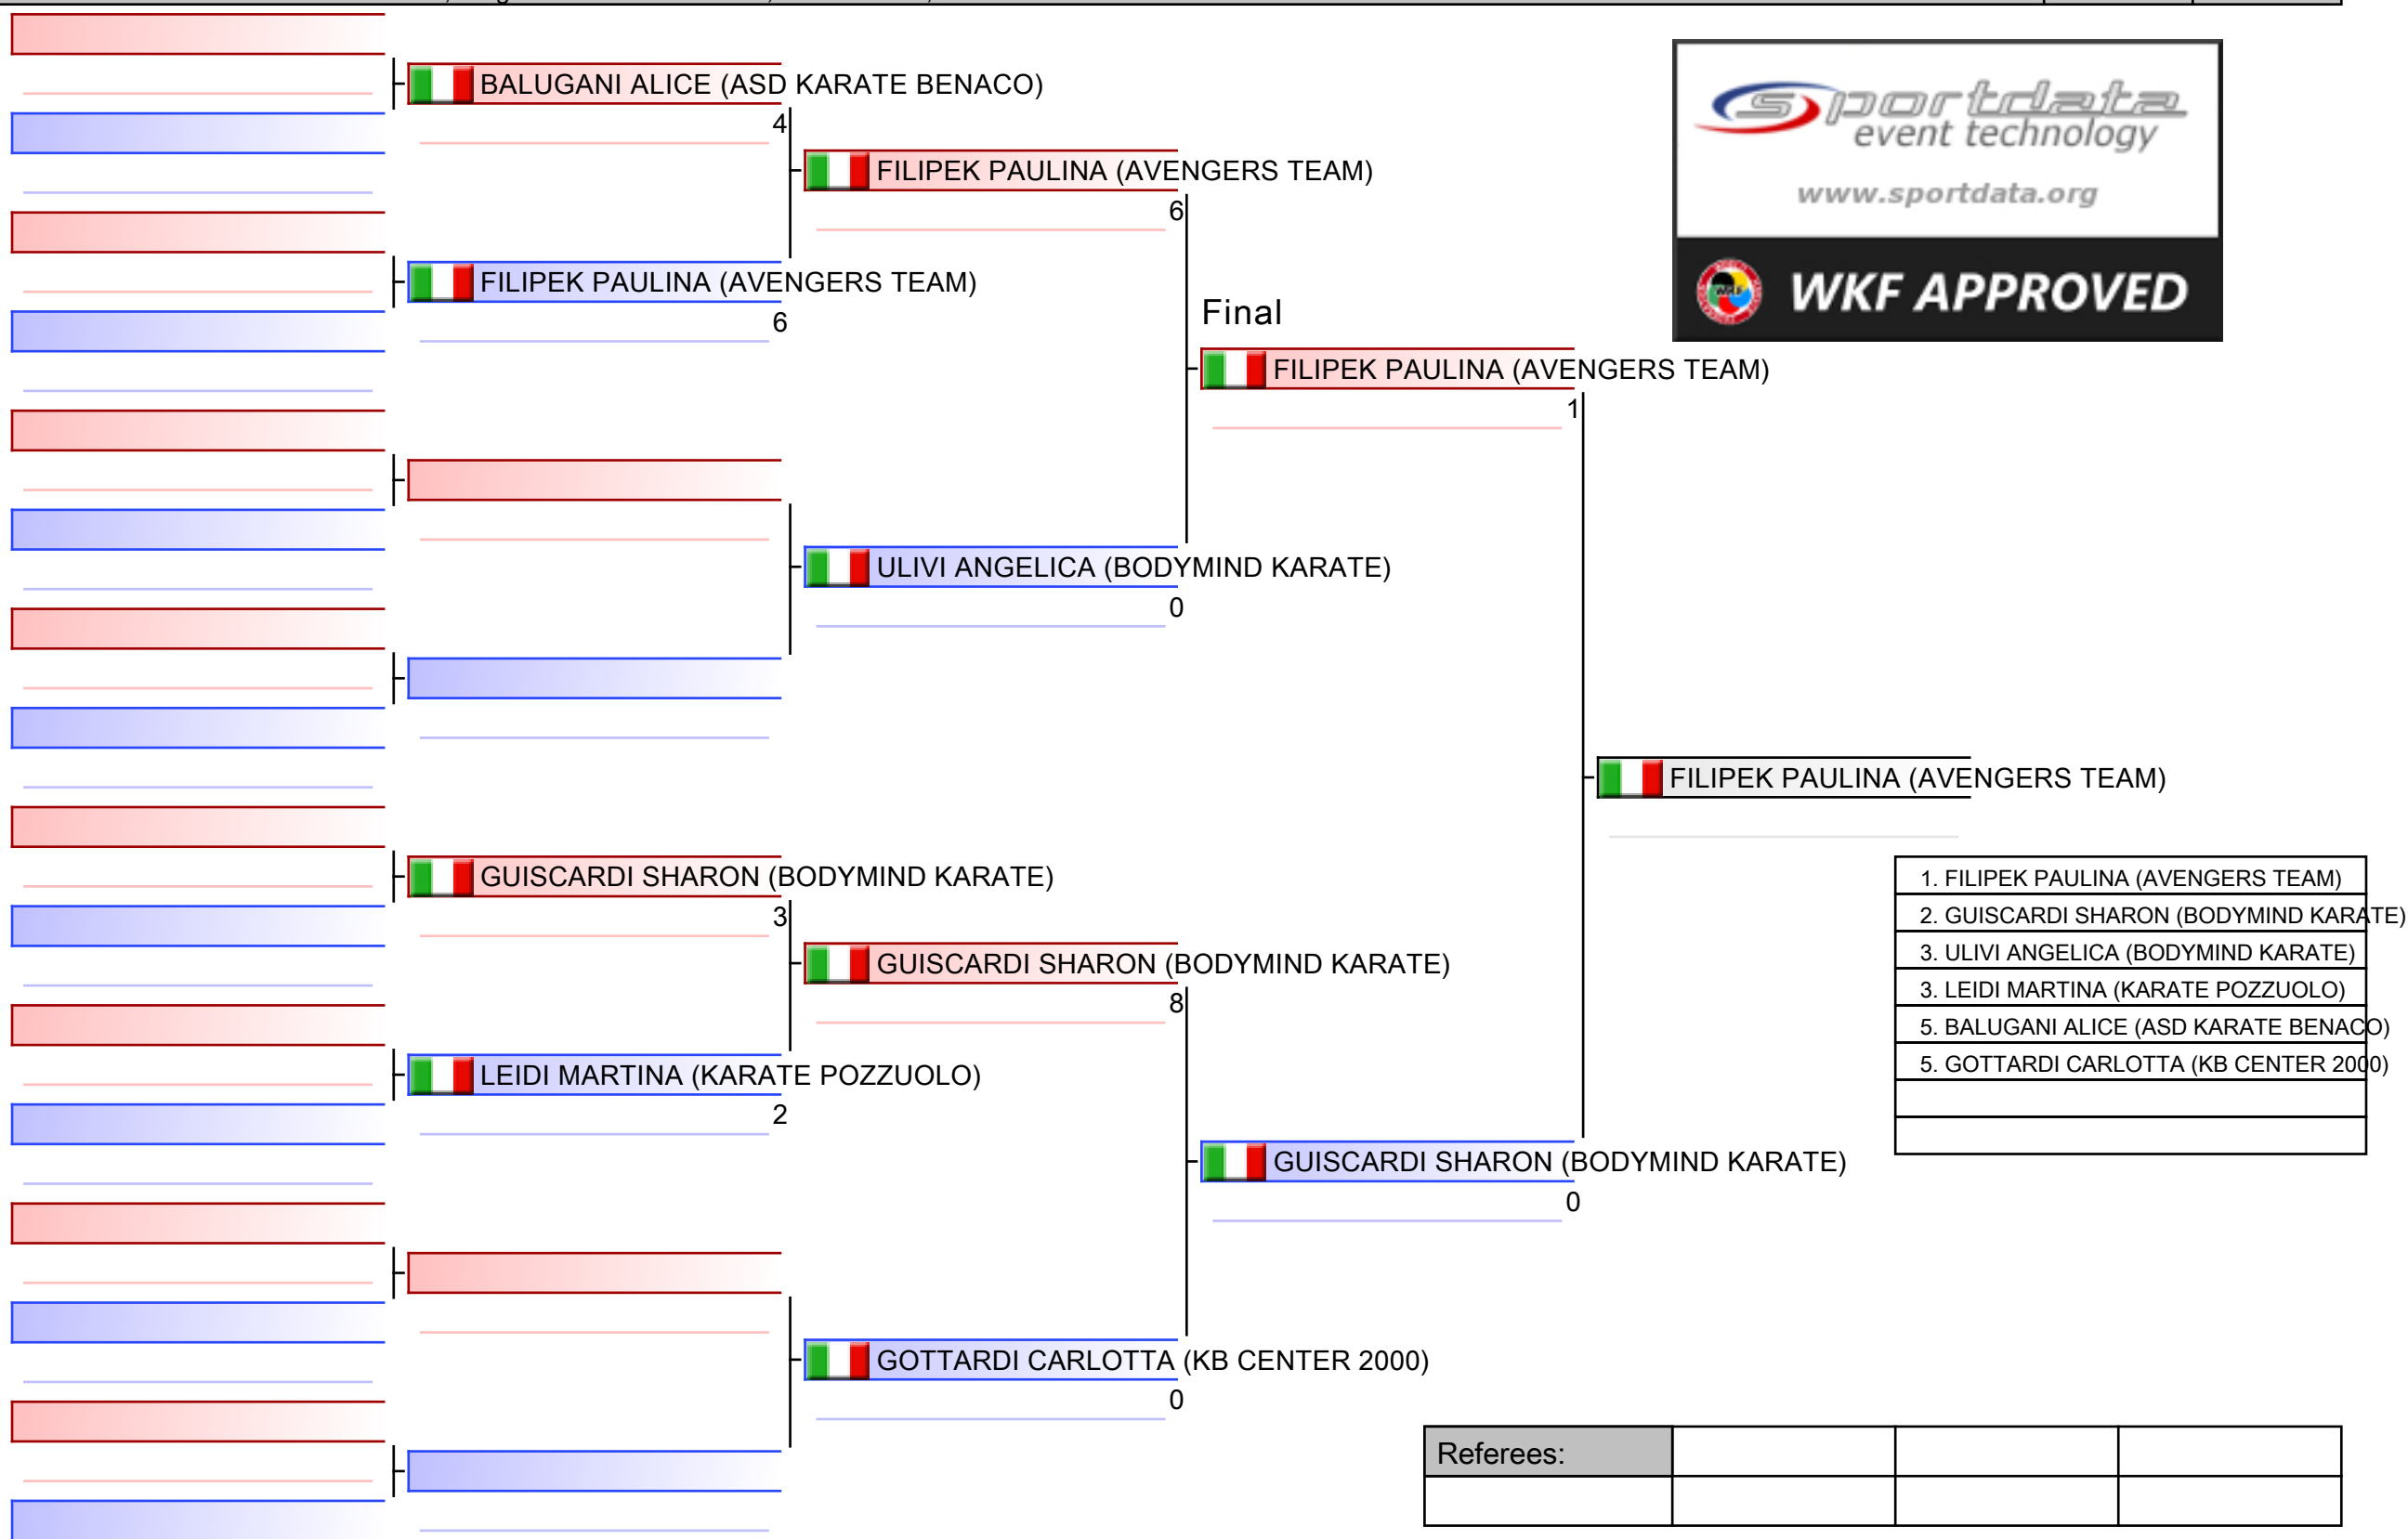 BALUGANI ALICE (ASD KARATE BENACO)
4
FILIPEK PAULINA (AVENGERS TEAM)
6
FILIPEK PAULINA (AVENGERS TEAM)
6
Final
FILIPEK PAULINA (AVENGERS TEAM)
1
ULIVI ANGELICA (BODYMIND KARATE)
0
FILIPEK PAULINA (AVENGERS TEAM)
GUISCARDI SHARON (BODYMIND KARATE)
3
GUISCARDI SHARON (BODYMIND KARATE)
8
LEIDI MARTINA (KARATE POZZUOLO)
2
GUISCARDI SHARON (BODYMIND KARATE)
0
GOTTARDI CARLOTTA (KB CENTER 2000)
0
sportdata
event technology
www.sportdata.org
WKF
WKF APPROVED
1. FILIPEK PAULINA (AVENGERS TEAM)
2. GUISCARDI SHARON (BODYMIND KARATE)
3. ULIVI ANGELICA (BODYMIND KARATE)
3. LEIDI MARTINA (KARATE POZZUOLO)
5. BALUGANI ALICE (ASD KARATE BENACO)
5. GOTTARDI CARLOTTA (KB CENTER 2000)
Referees: